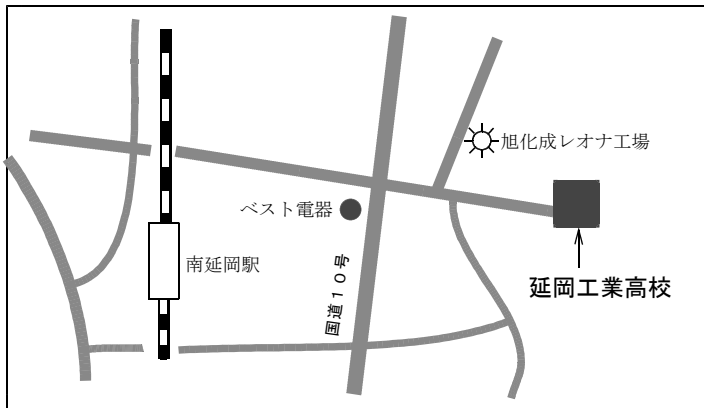 旭化成レオナ工場
ベスト電器
南延岡駅
国道10号
延岡工業高校